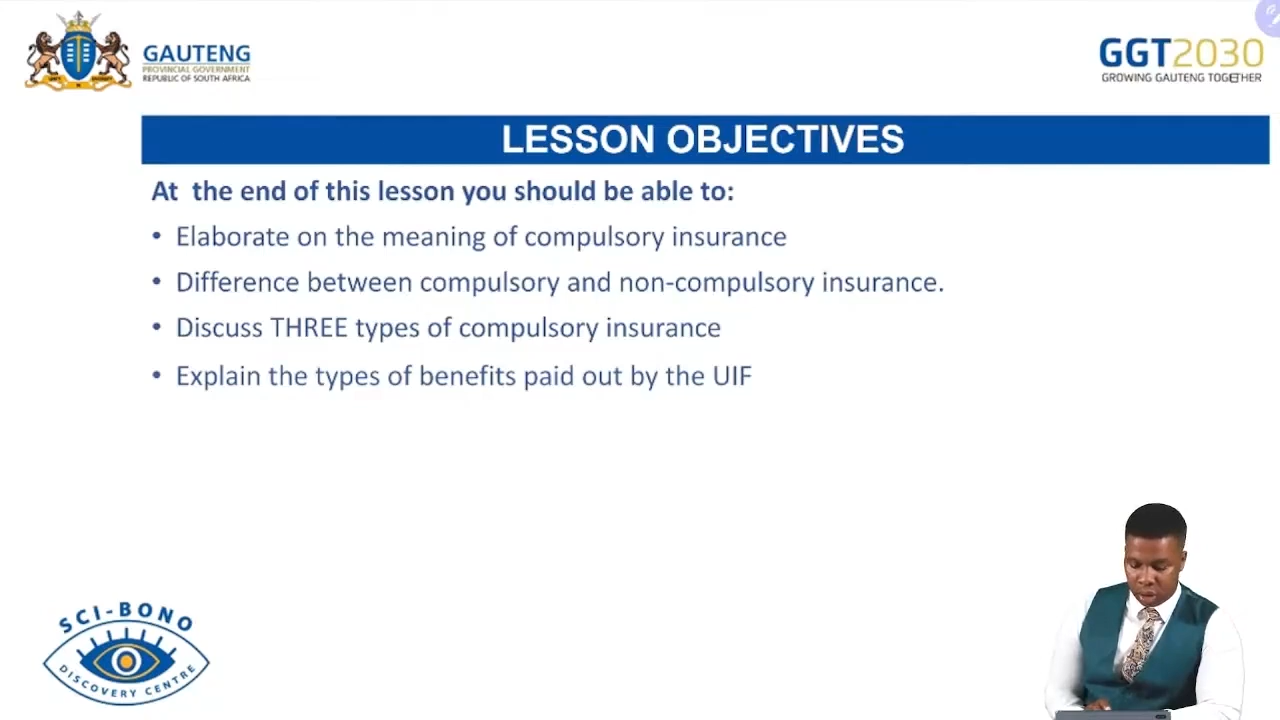 GAUTENG
PROVINCIAL GOVERNMENT
REPUBLIC OF SOUTH AFRICA
GGT2030
GROWING GAUTENG TOGETHER
LESSON OBJECTIVES
At the end of this lesson you should be able to:
• Elaborate on the meaning of compulsory insurance
• Difference between compulsory and non-compulsory insurance.
• Discuss THREE types of compulsory insurance
• Explain the types of benefits paid out by the UIF
SCI-BONO
DISCOVERY CENTRE